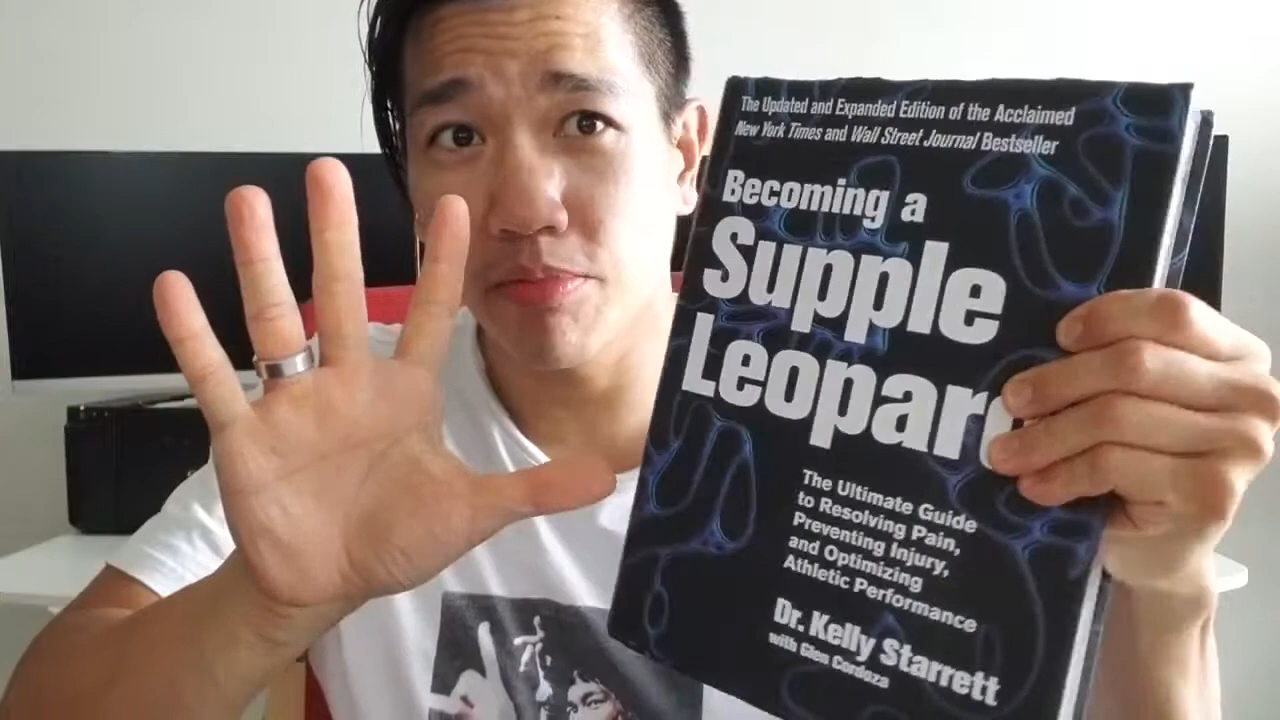 The Updated and Expanded Edition of the Acclaimed
New York Times and Wall Street Journal Bestseller
Becoming a
Supple
Leopard
The Ultimate Guide
to Resolving Pain,
Preventing Injury,
and Optimizing
Athletic Performance
Dr. Kelly Starrett
with Glen Cordoza